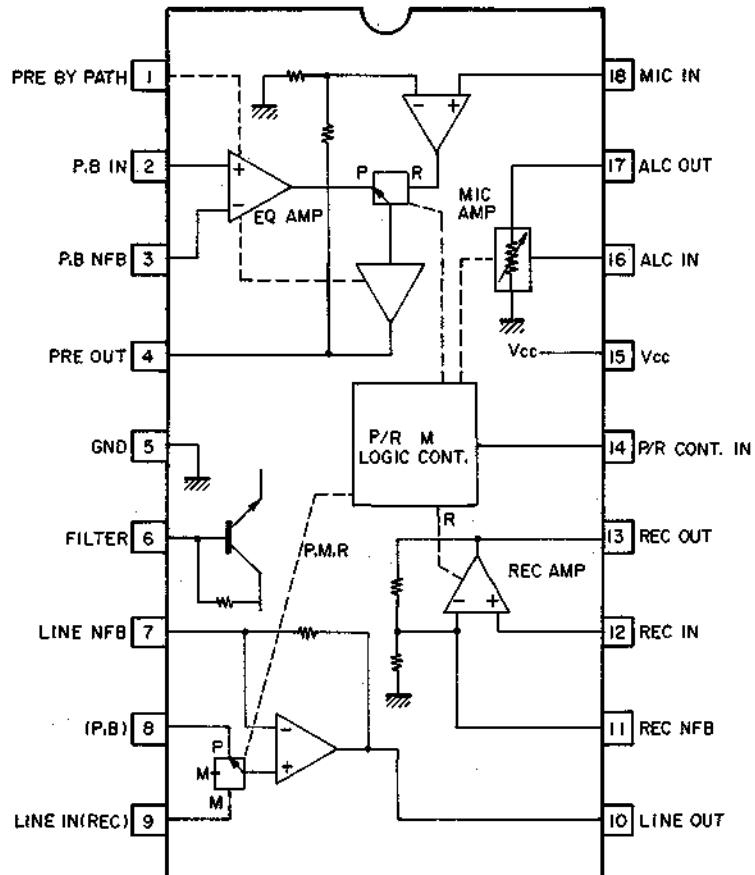 PRE BY PATH 1
P.B IN 2
P.B NFB 3
PRE OUT 4
GND 5
FILTER 6
LINE NFB 7
(P.B) 8
LINE IN(REC) 9
18 MIC IN
17 ALC OUT
16 ALC IN
15 Vcc
14 P/R CONT. IN
13 REC OUT
12 REC IN
11 REC NFB
10 LINE OUT
- +
+
-
EQ AMP
P R
MIC
AMP
Vcc
P/R M
LOGIC CONT.
R
P.M.R
REC AMP
- +
-
+
P
M
M